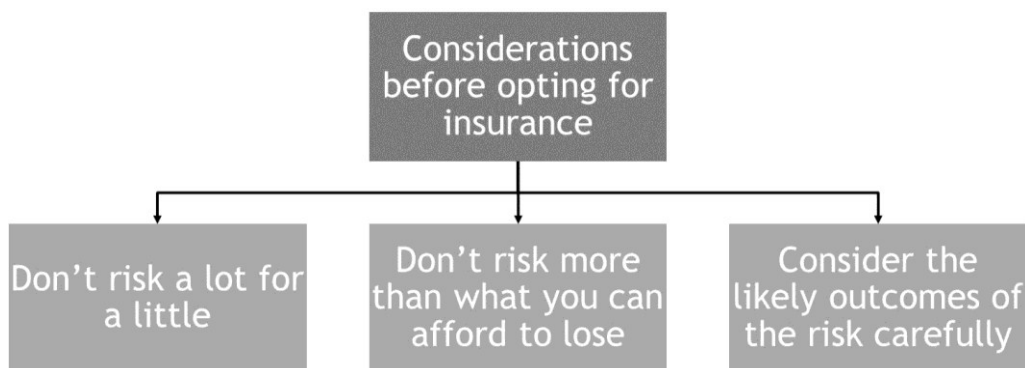 Considerations
before opting for
insurance
Don’t risk a lot for
a little
Don’t risk more
than what you can
afford to lose
Consider the
likely outcomes of
the risk carefully